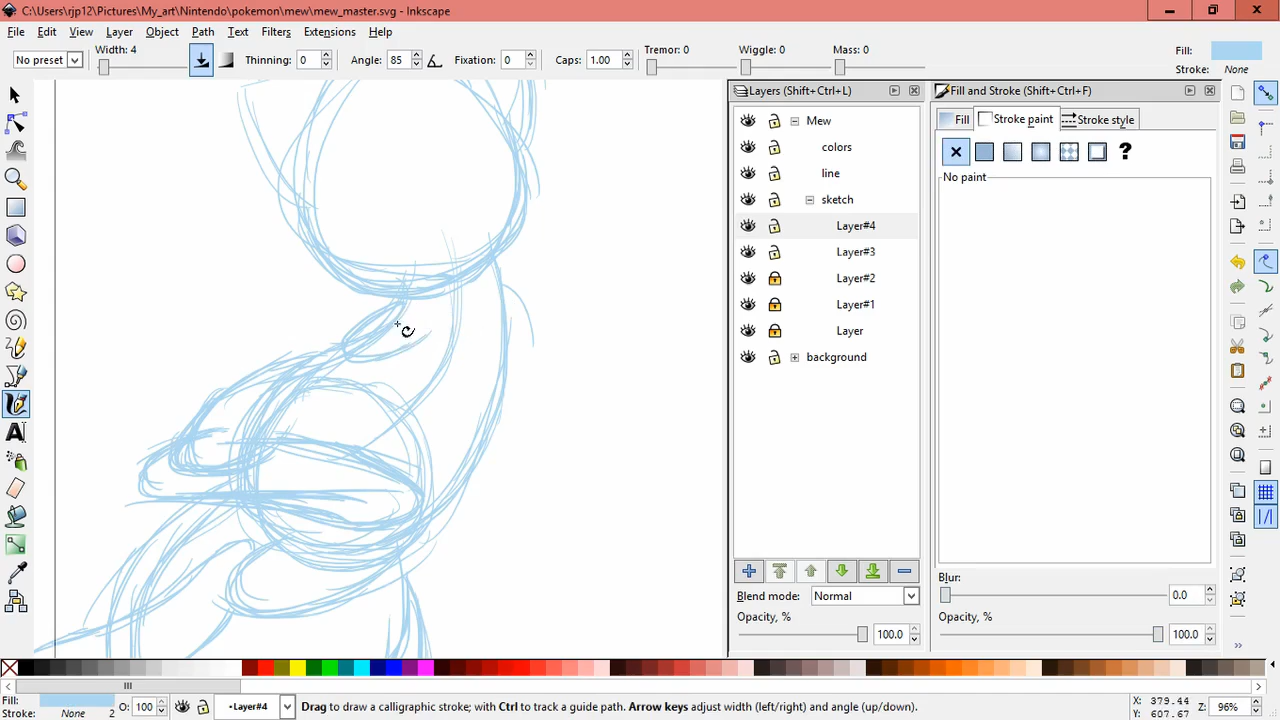 C:\Users\rjp12\Pictures\My_art\Nintendo\pokemon\mew\mew_master.svg - Inkscape
File Edit View Layer Object Path Text Filters Extensions Help
No preset Width: 4 Thinning: 0 Angle: 85 Fixation: 0 Caps: 1.00 Tremor: 0 Wiggle: 0 Mass: 0 Fill:
Stroke: None
Layers (Shift+Ctrl+L)
Mew
colors
line
sketch
Layer#4
Layer#3
Layer#2
Layer#1
Layer
background
Blend mode: Normal
Opacity, %
100.0
Fill and Stroke (Shift+Ctrl+F)
Fill Stroke paint Stroke style
?
No paint
Blur:
0.0
Opacity, %
100.0
Fill:
Stroke: None 2 O: 100 •Layer#4 Drag to draw a calligraphic stroke; with Ctrl to track a guide path. Arrow keys adjust width (left/right) and angle (up/down).
X: 379.44
Y: 607.67
Z: 96%